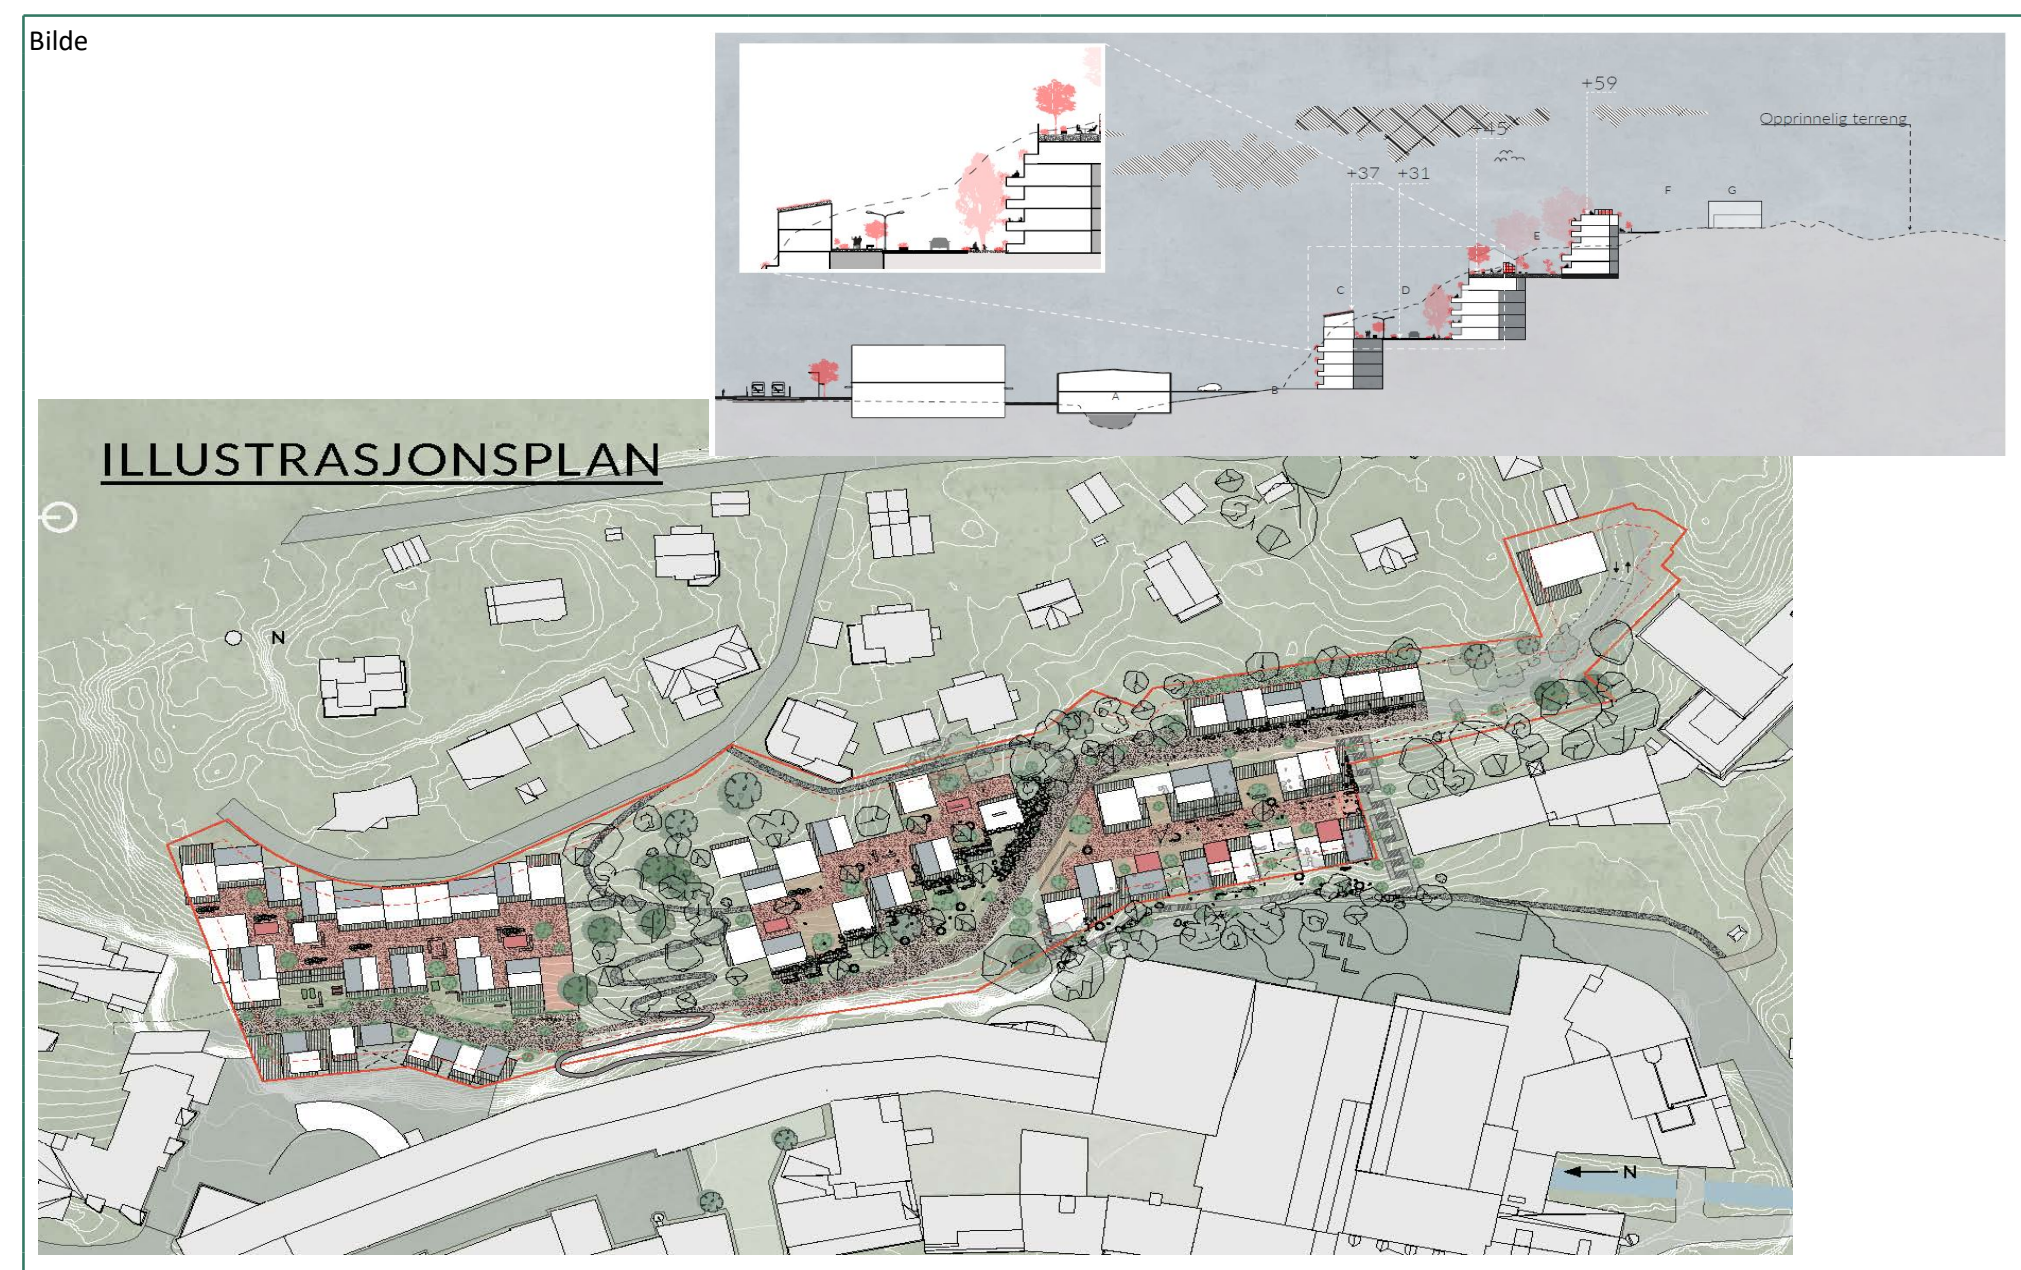 Bilde
+59
+45
Opprinnelig terreng
+37 +31
F G
E
C D
A B
ILLUSTRASJONSPLAN
N
N